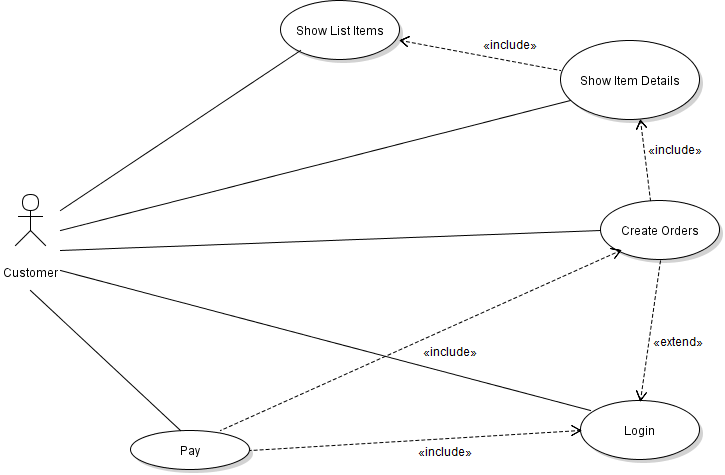 Show List Items
«include»
Show Item Details
«include»
Create Orders
Customer
«extend»
«include»
Login
Pay
«include»